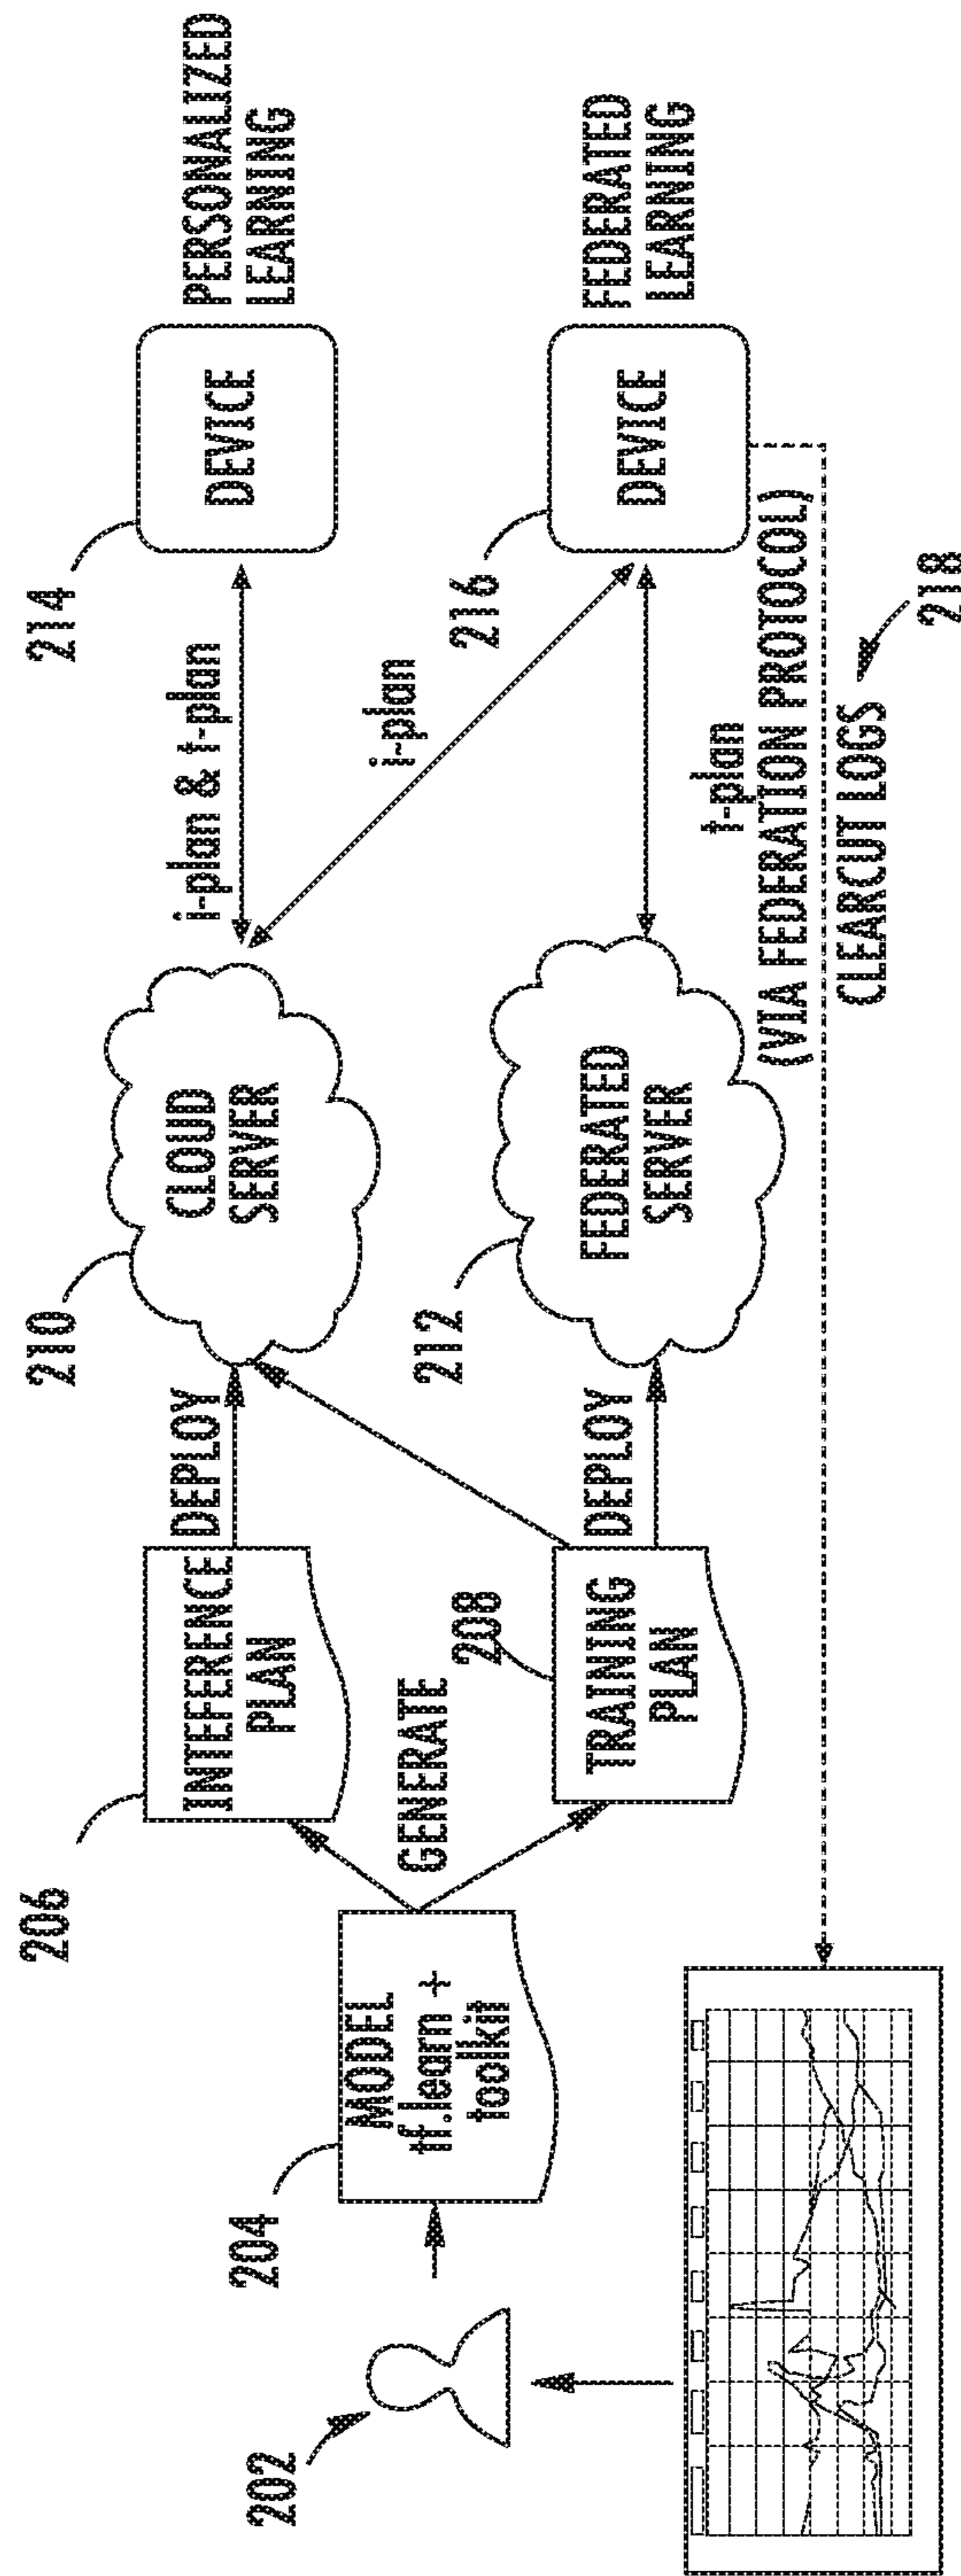 202
204
MODEL
tf.learn +
toolkit
GENERATE
206
INTEFERENCE
PLAN
208
TRAINING
PLAN
DEPLOY
DEPLOY
210
CLOUD
SERVER
212
FEDERATED
SERVER
i-plan & t-plan
i-plan
t-plan
(VIA FEDERATION PROTOCOL)
CLEARCUT LOGS
218
214
DEVICE
PERSONALIZED
LEARNING
216
DEVICE
FEDERATED
LEARNING